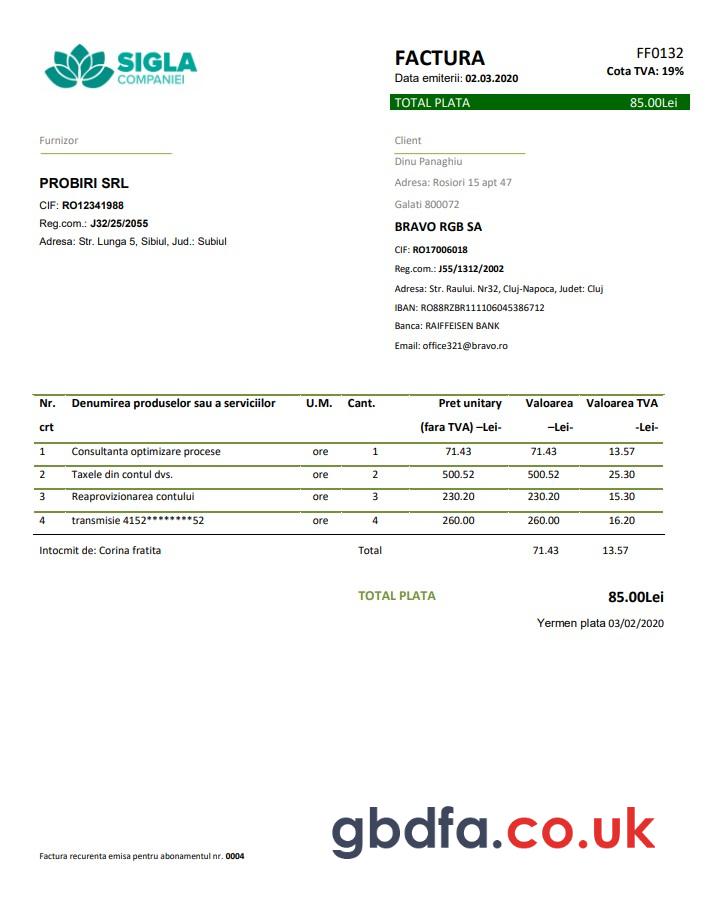 SIGLA
COMPANIEI
FACTURA
FF0132
Data emiterii: 02.03.2020
Cota TVA: 19%
TOTAL PLATA 85.00Lei
Furnizor
PROBIRI SRL
CIF: RO12341988
Reg.com.: J32/25/2055
Adresa: Str. Lunga 5, Sibiul, Jud.: Subiul
Client
Dinu Panaghiu
Adresa: Rosiori 15 apt 47
Galati 800072
BRAVO RGB SA
CIF: RO17006018
Reg.com.: J55/1312/2002
Adresa: Str. Raului. Nr32, Cluj-Napoca, Judet: Cluj
IBAN: RO88RZBR111106045386712
Banca: RAIFFEISEN BANK
Email: office321@bravo.ro
Nr. Denumirea produselor sau a serviciilor U.M. Cant. Pret unitary Valoarea Valoarea TVA
crt (fara TVA) –Lei- –Lei- -Lei-
1 Consultanta optimizare procese ore 1 71.43 71.43 13.57
2 Taxele din contul dvs. ore 2 500.52 500.52 25.30
3 Reaprovizionarea contului ore 3 230.20 230.20 15.30
4 transmisie 4152********52 ore 4 260.00 260.00 16.20
Intocmit de: Corina fratita Total 71.43 13.57
TOTAL PLATA 85.00Lei
Yermen plata 03/02/2020
gbdfa.co.uk
Factura recurenta emisa pentru abonamentul nr. 0004